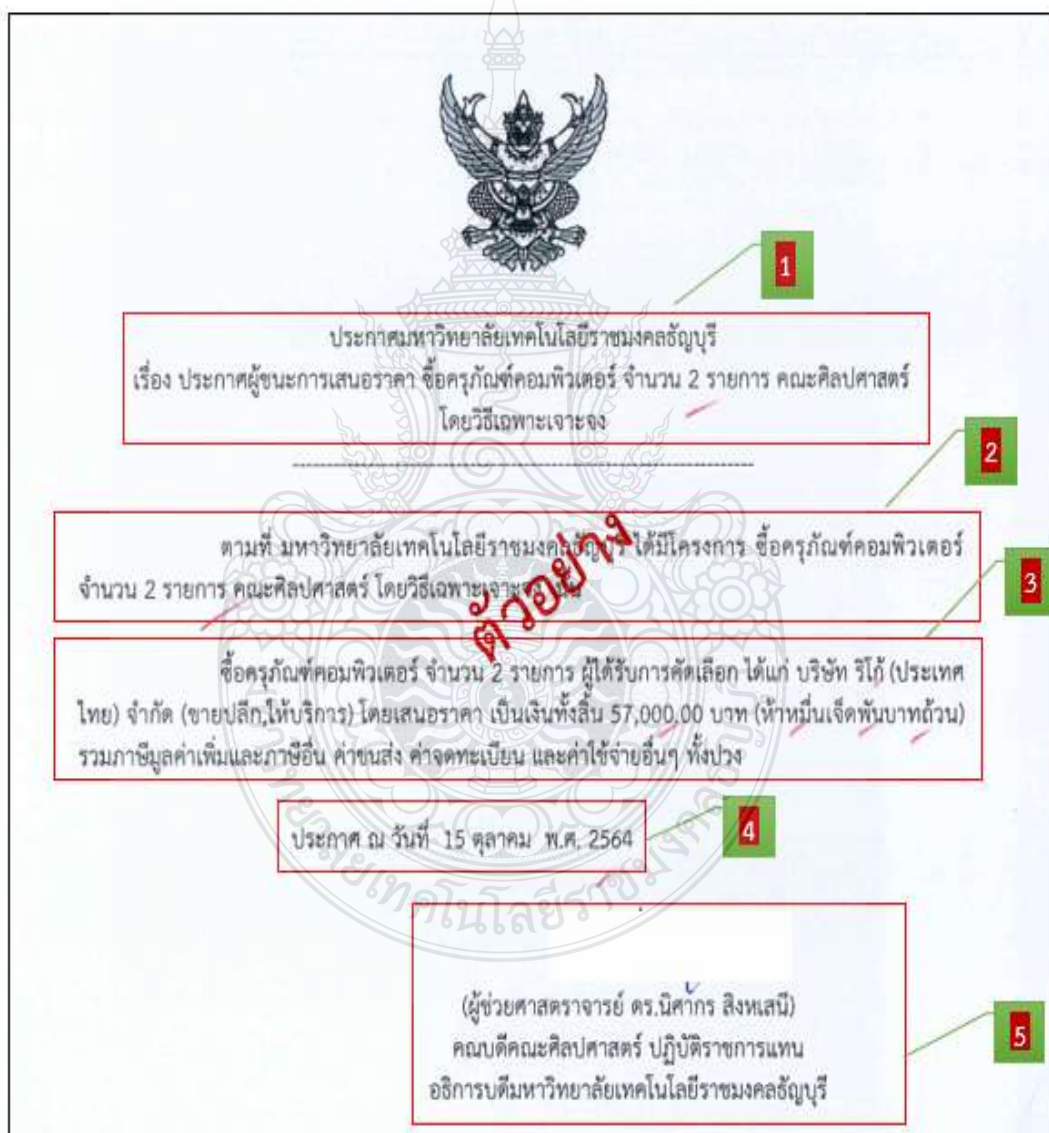 1
ประกาศมหาวิทยาลัยเทคโนโลยีราชมงคลธัญบุรี
เรื่อง ประกาศผู้ชนะการเสนอราคา ซื้อครุภัณฑ์คอมพิวเตอร์ จำนวน 2 รายการ คณะศิลปศาสตร์
โดยวิธีเฉพาะเจาะจง
2
ตามที่ มหาวิทยาลัยเทคโนโลยีราชมงคลธัญบุรี ได้มีโครงการ ซื้อครุภัณฑ์คอมพิวเตอร์
จำนวน 2 รายการ คณะศิลปศาสตร์ โดยวิธีเฉพาะเจาะจง นั้น
ตัวอย่าง
3
ซื้อครุภัณฑ์คอมพิวเตอร์ จำนวน 2 รายการ ผู้ได้รับการคัดเลือก ได้แก่ บริษัท ริโก้ (ประเทศ
ไทย) จำกัด (ขายปลีก,ให้บริการ) โดยเสนอราคา เป็นเงินทั้งสิ้น 57,000.00 บาท (ห้าหมื่นเจ็ดพันบาทถ้วน)
รวมภาษีมูลค่าเพิ่มและภาษีอื่น ค่าขนส่ง ค่าจดทะเบียน และค่าใช้จ่ายอื่นๆ ทั้งปวง
4
ประกาศ ณ วันที่ 15 ตุลาคม พ.ศ. 2564
(ผู้ช่วยศาสตราจารย์ ดร.นิศากร สิงหเสนี)
คณบดีคณะศิลปศาสตร์ ปฏิบัติราชการแทน
อธิการบดีมหาวิทยาลัยเทคโนโลยีราชมงคลธัญบุรี
5